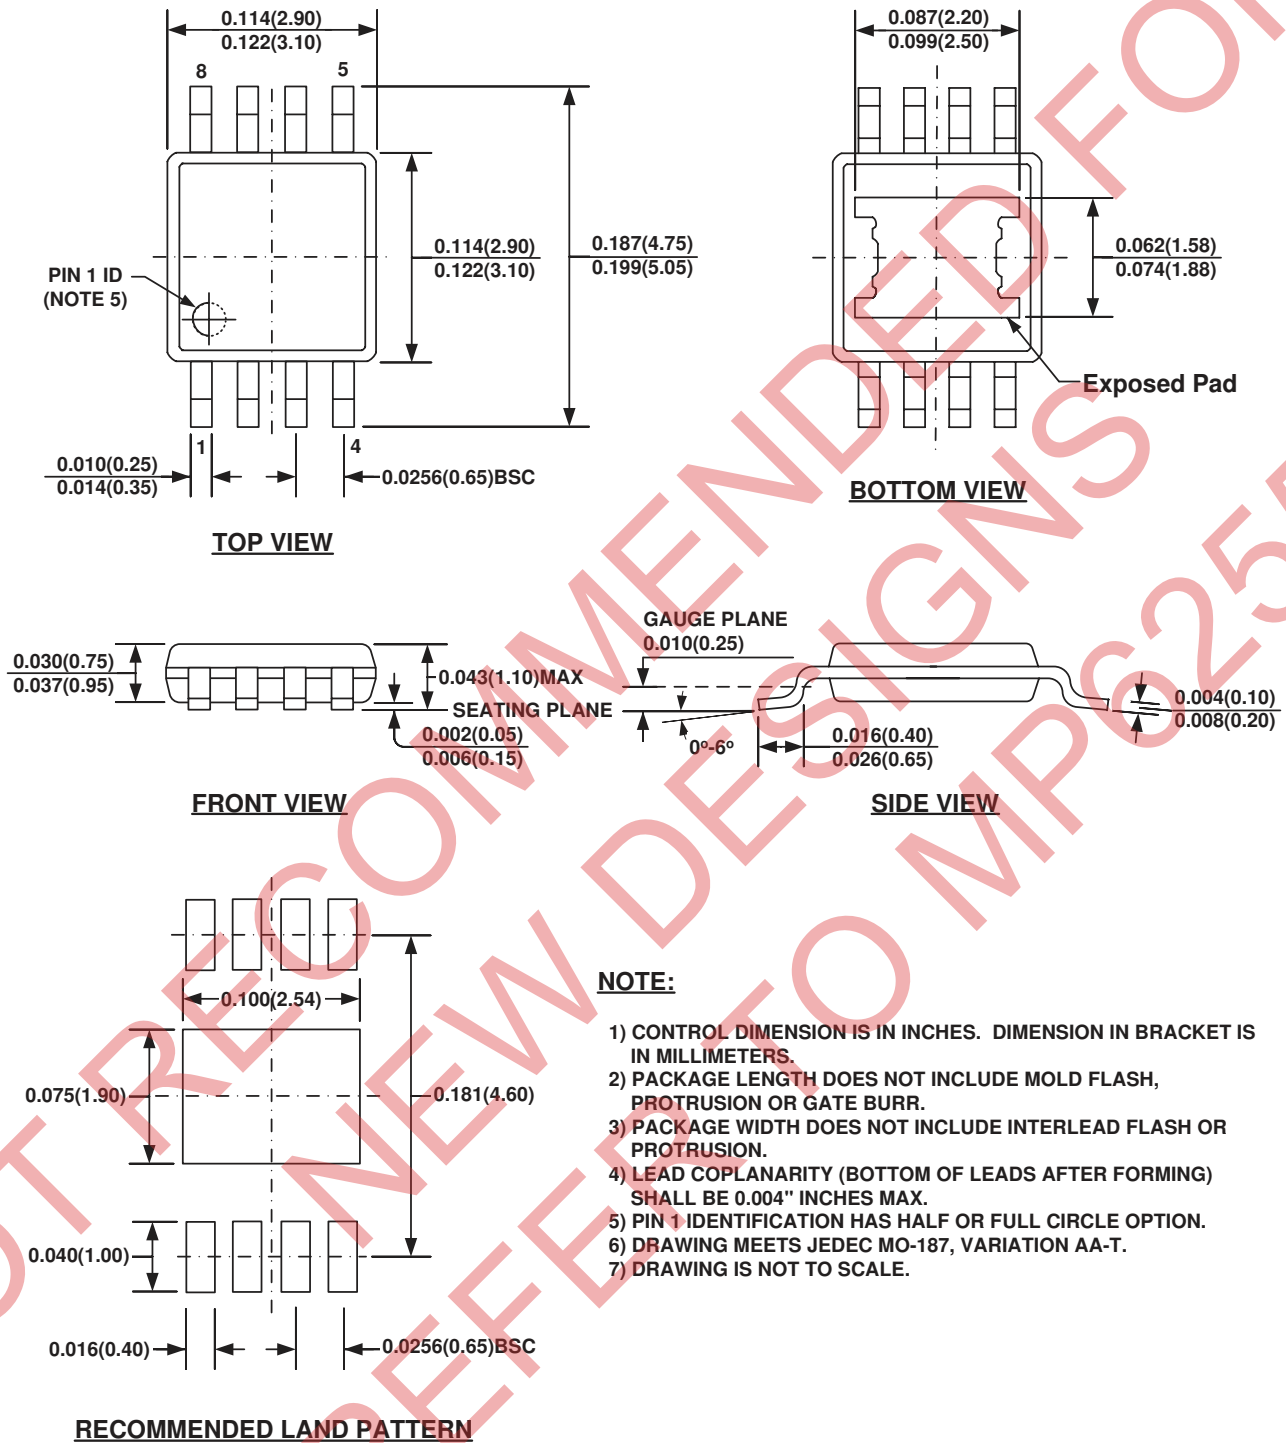 0.114(2.90)
0.122(3.10)
8
5
0.114(2.90)
0.122(3.10)
0.187(4.75)
0.199(5.05)
PIN 1 ID
(NOTE 5)
1
4
0.010(0.25)
0.014(0.35)
0.0256(0.65)BSC
TOP VIEW
0.087(2.20)
0.099(2.50)
0.062(1.58)
0.074(1.88)
Exposed Pad
BOTTOM VIEW
0.030(0.75)
0.037(0.95)
0.043(1.10)MAX
SEATING PLANE
0.002(0.05)
0.006(0.15)
FRONT VIEW
GAUGE PLANE
0.010(0.25)
0º-6º
0.016(0.40)
0.026(0.65)
0.004(0.10)
0.008(0.20)
SIDE VIEW
0.100(2.54)
0.075(1.90)
0.181(4.60)
0.040(1.00)
0.016(0.40)
0.0256(0.65)BSC
RECOMMENDED LAND PATTERN
NOTE:
1) CONTROL DIMENSION IS IN INCHES. DIMENSION IN BRACKET IS
IN MILLIMETERS.
2) PACKAGE LENGTH DOES NOT INCLUDE MOLD FLASH,
PROTRUSION OR GATE BURR.
3) PACKAGE WIDTH DOES NOT INCLUDE INTERLEAD FLASH OR
PROTRUSION.
4) LEAD COPLANARITY (BOTTOM OF LEADS AFTER FORMING)
SHALL BE 0.004" INCHES MAX.
5) PIN 1 IDENTIFICATION HAS HALF OR FULL CIRCLE OPTION.
6) DRAWING MEETS JEDEC MO-187, VARIATION AA-T.
7) DRAWING IS NOT TO SCALE.
OT RECOMMENDED FO
NEW DESIGNS
REFER TO MP625